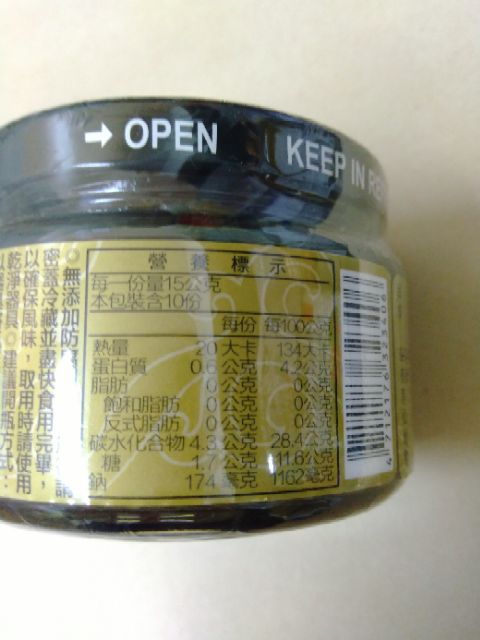 → OPEN
KEEP IN
無添加防
密蓋冷藏並盡快食用完畢，
以確保風味，取用時請使用
乾淨器具。建議開瓶方式：
營養標示
每一份量15公克
本包裝含10份
每份 每100公克
熱量 20大卡 134大卡
蛋白質 0.6公克 4.2公克
脂肪 0公克 0公克
飽和脂肪 0公克 0公克
反式脂肪 0公克 0公克
碳水化合物 4.3公克 28.4公克
糖 1.7公克 11.6公克
鈉 174毫克 1162毫克